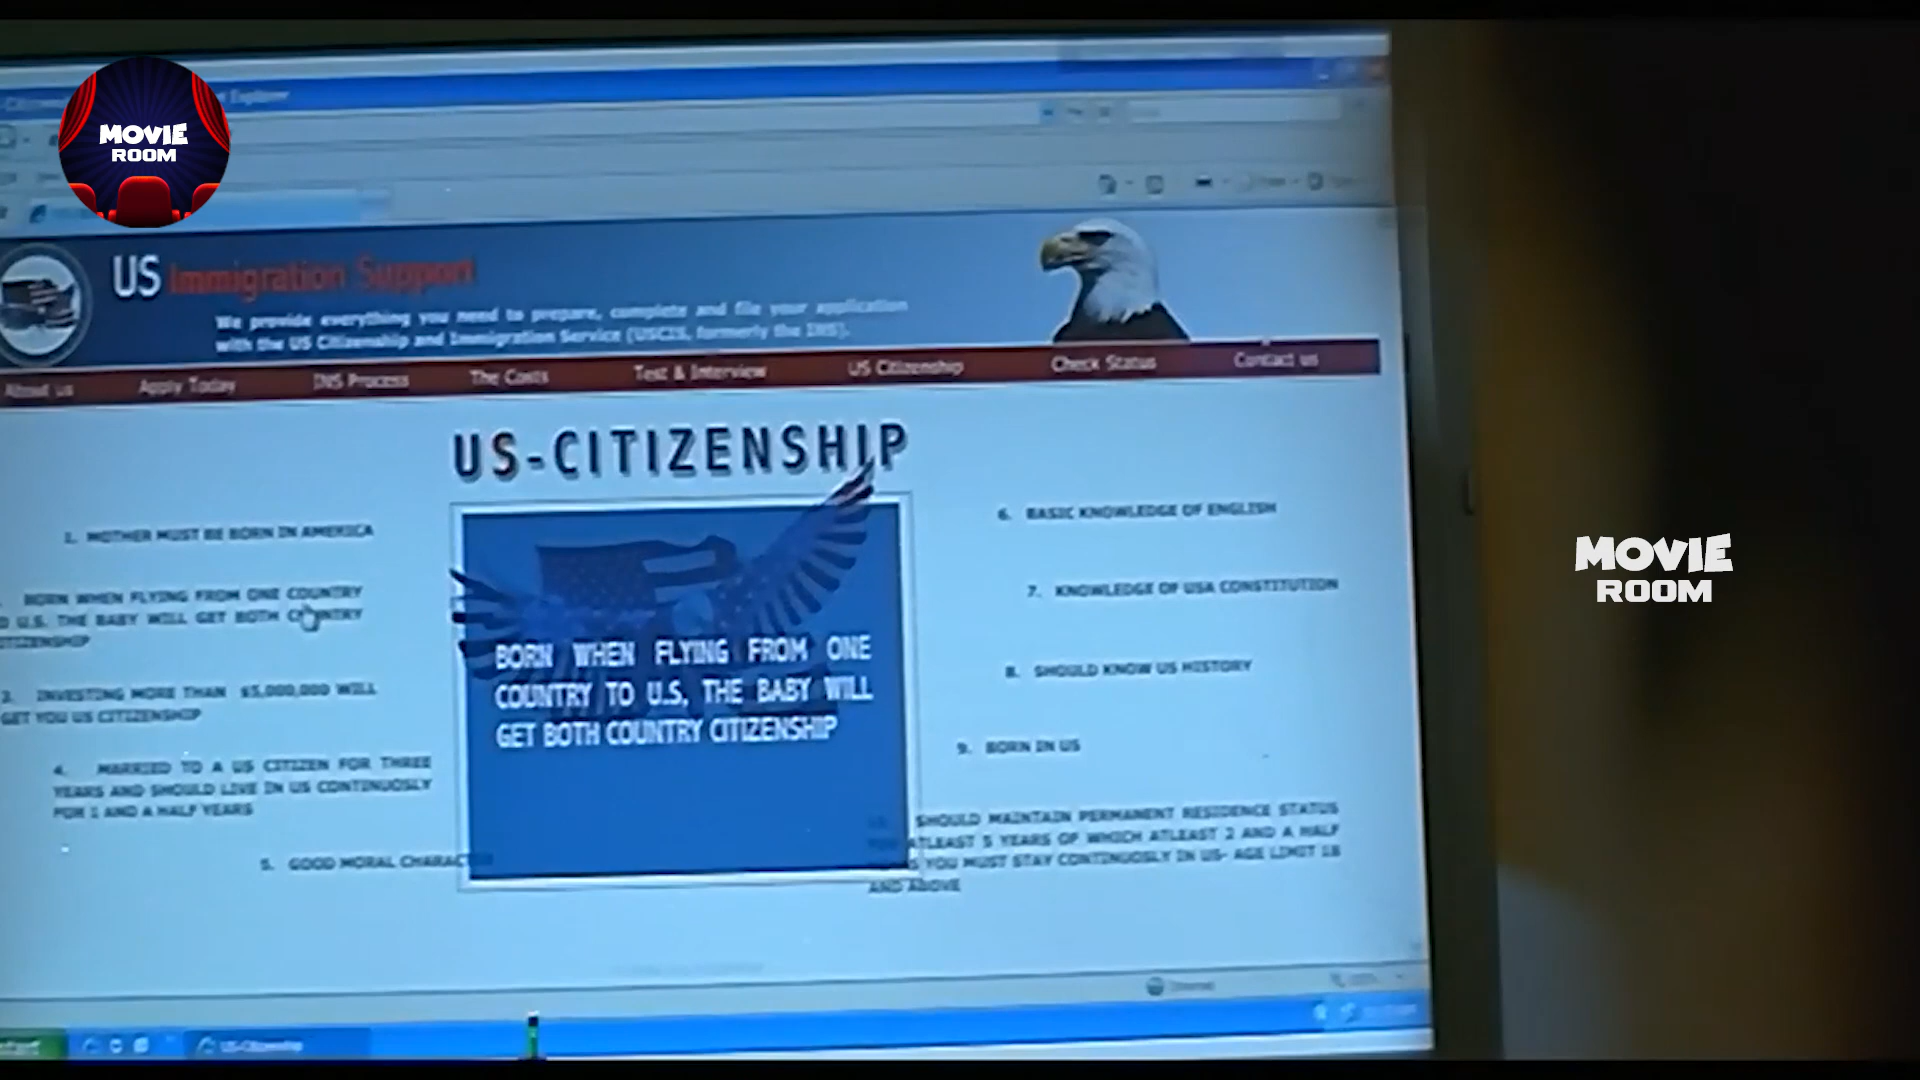 Explorer
MOVIE
ROOM
US Immigration Support
We provide everything you need to prepare, complete and file your application
with the US Citizenship and Immigration Service (USCIS, formerly the INS).
About us
Apply Today
INS Process
The Costs
Test & Interview
US Citizenship
Check Status
Contact us
US-CITIZENSHIP
1. MOTHER MUST BE BORN IN AMERICA
BORN WHEN FLYING FROM ONE COUNTRY
U.S. THE BABY WILL GET BOTH COUNTRY
3. INVESTING MORE THAN $5,000,000 WILL
GET YOU US CITIZENSHIP
4. MARRIED TO A US CITIZEN FOR THREE
YEARS AND SHOULD LIVE IN US CONTINUOSLY
FOR 1 AND A HALF YEARS
5. GOOD MORAL CHARACTER
BORN WHEN FLYING FROM ONE
COUNTRY TO U.S, THE BABY WILL
GET BOTH COUNTRY CITIZENSHIP
6. BASIC KNOWLEDGE OF ENGLISH
7. KNOWLEDGE OF USA CONSTITUTION
8. SHOULD KNOW US HISTORY
9. BORN IN US
SHOULD MAINTAIN PERMANENT RESIDENCE STATUS
ATLEAST 5 YEARS OF WHICH ATLEAST 2 AND A HALF
YOU MUST STAY CONTINUOSLY IN US- AGE LIMIT 18
AND ABOVE
MOVIE
ROOM
Internet
US-Citizenship